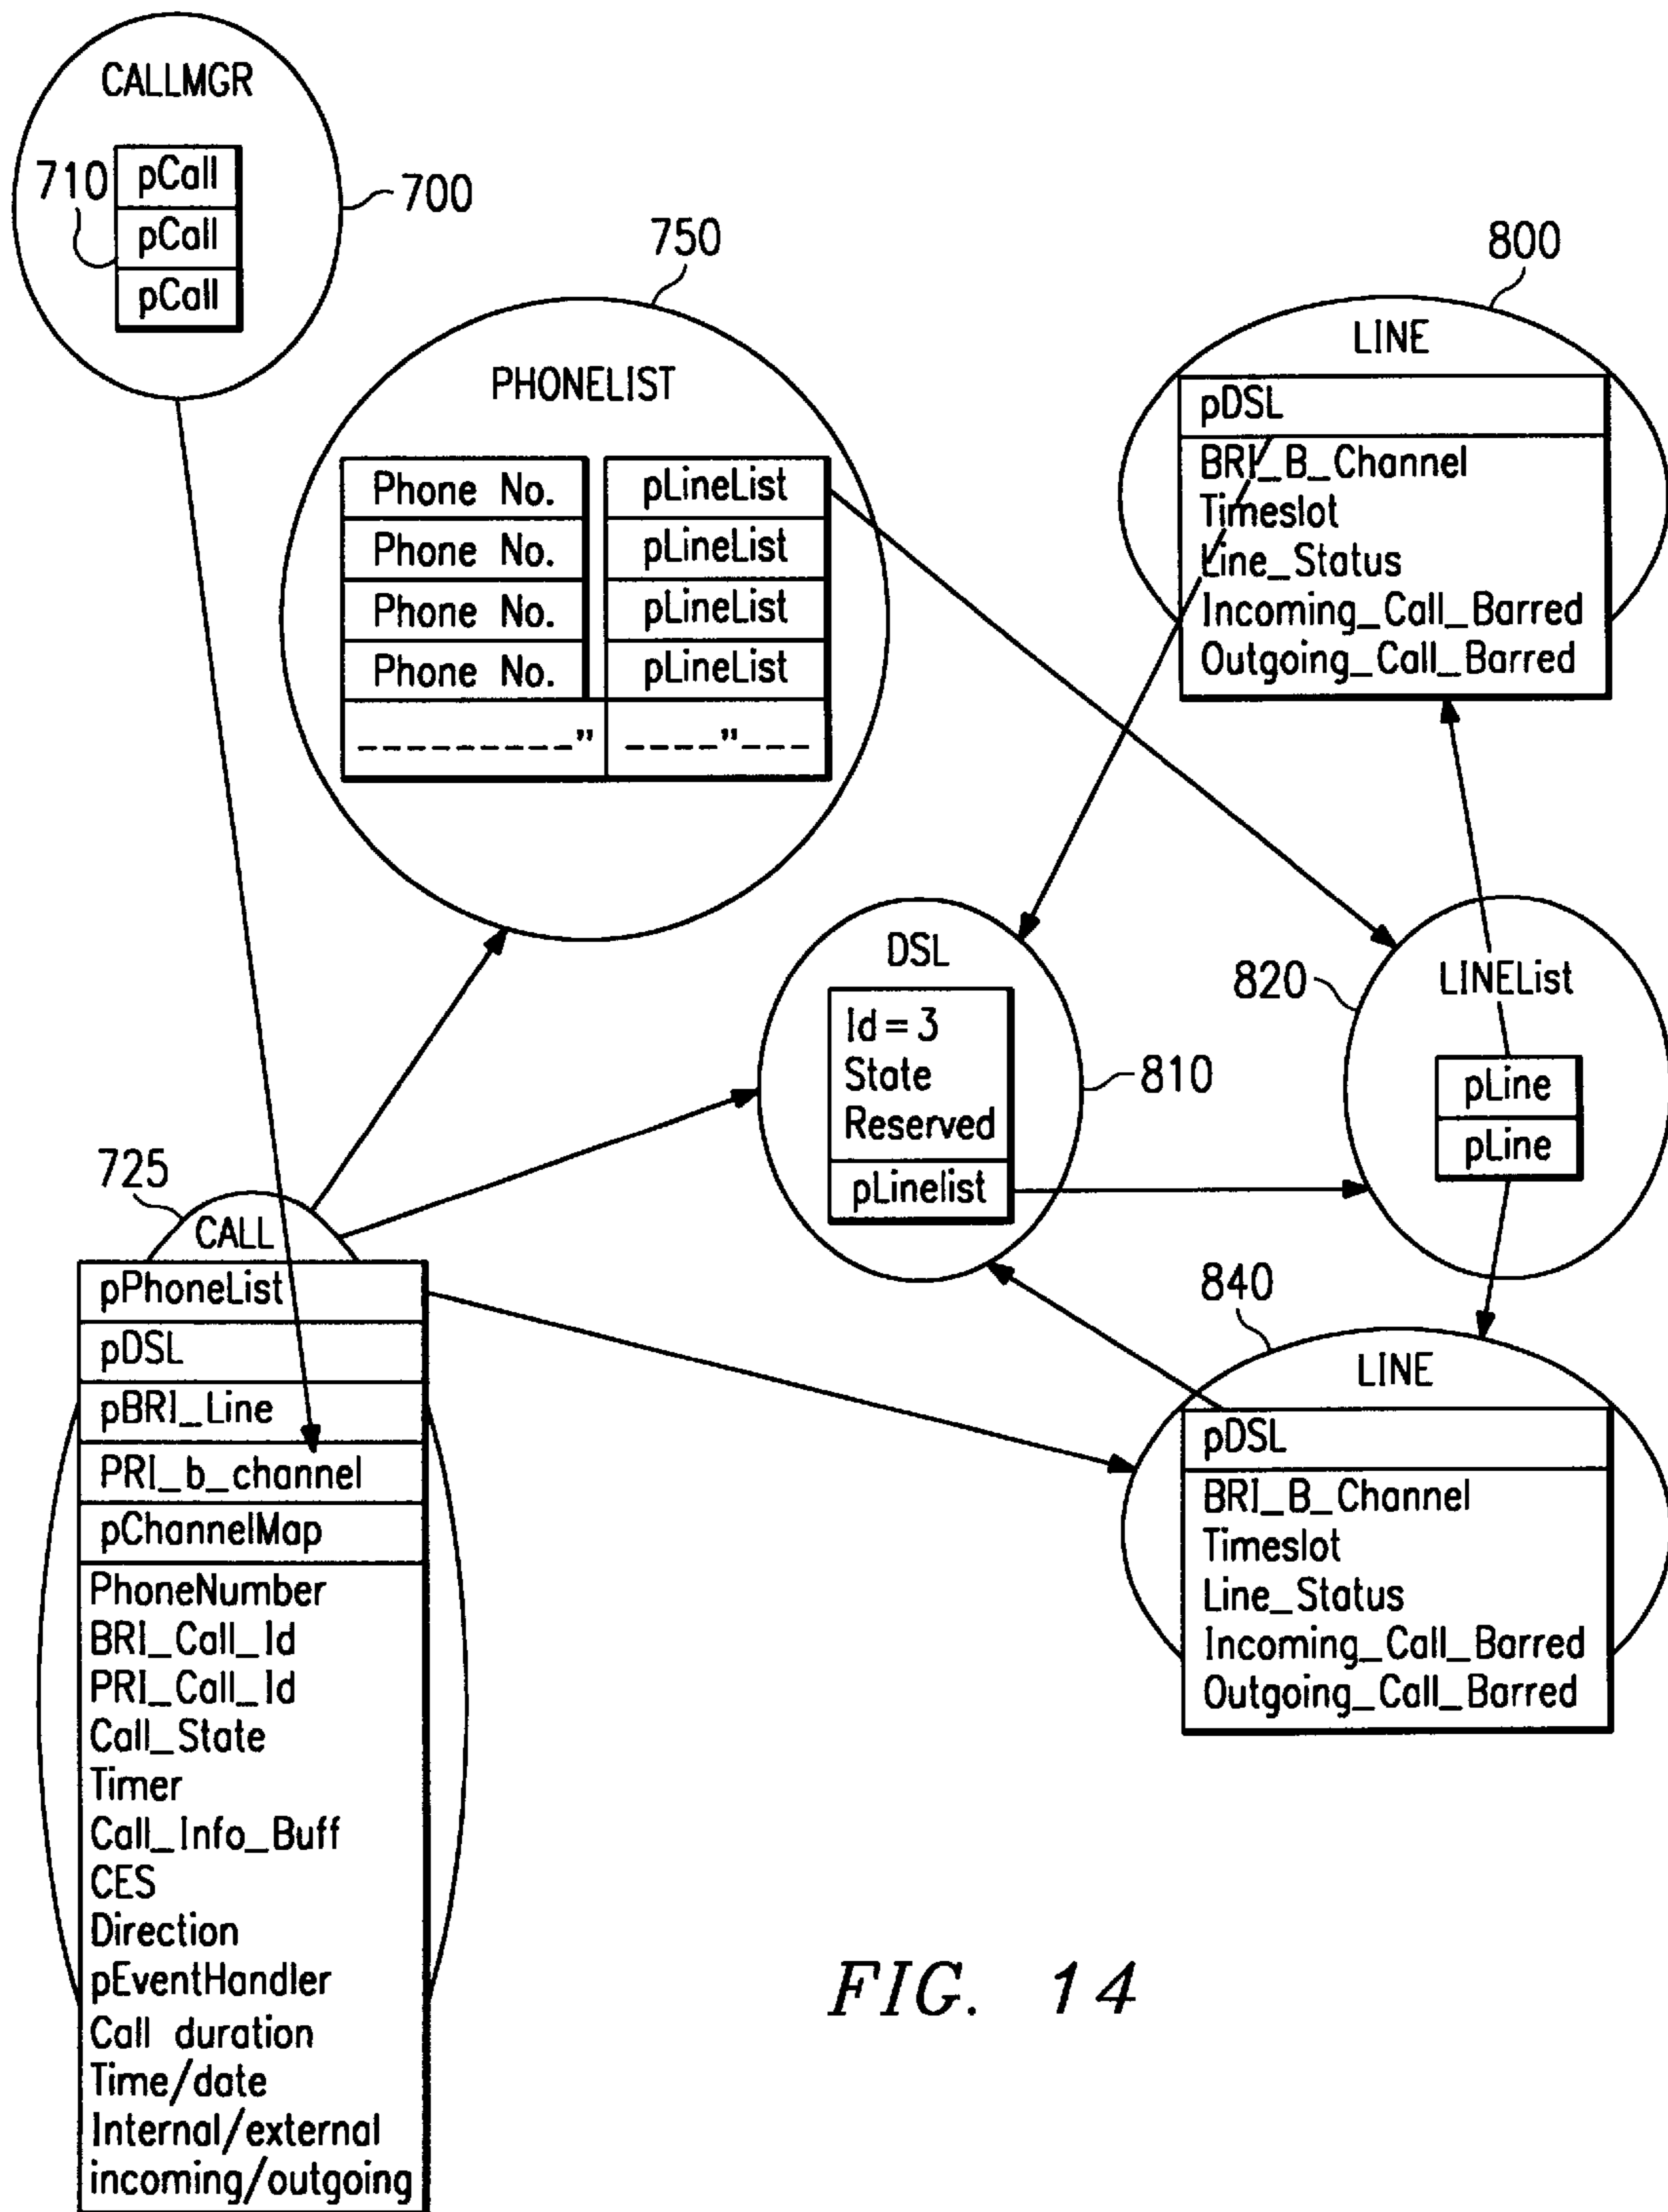 CALLMGR
710
pCall
pCall
pCall
700
750
PHONELIST
Phone No. pLineList
Phone No. pLineList
Phone No. pLineList
Phone No. pLineList
---------" ----"---
800
LINE
pDSL
BRI_B_Channel
Timeslot
Line_Status
Incoming_Call_Barred
Outgoing_Call_Barred
DSL
Id = 3
State
Reserved
pLinelist
810
820
LINEList
pLine
pLine
725
CALL
pPhoneList
pDSL
pBRI_Line
PRI_b_channel
pChannelMap
PhoneNumber
BRI_Call_Id
PRI_Call_Id
Call_State
Timer
Call_Info_Buff
CES
Direction
pEventHandler
Call duration
Time/date
Internal/external
incoming/outgoing
840
LINE
pDSL
BRI_B_Channel
Timeslot
Line_Status
Incoming_Call_Barred
Outgoing_Call_Barred
FIG. 14